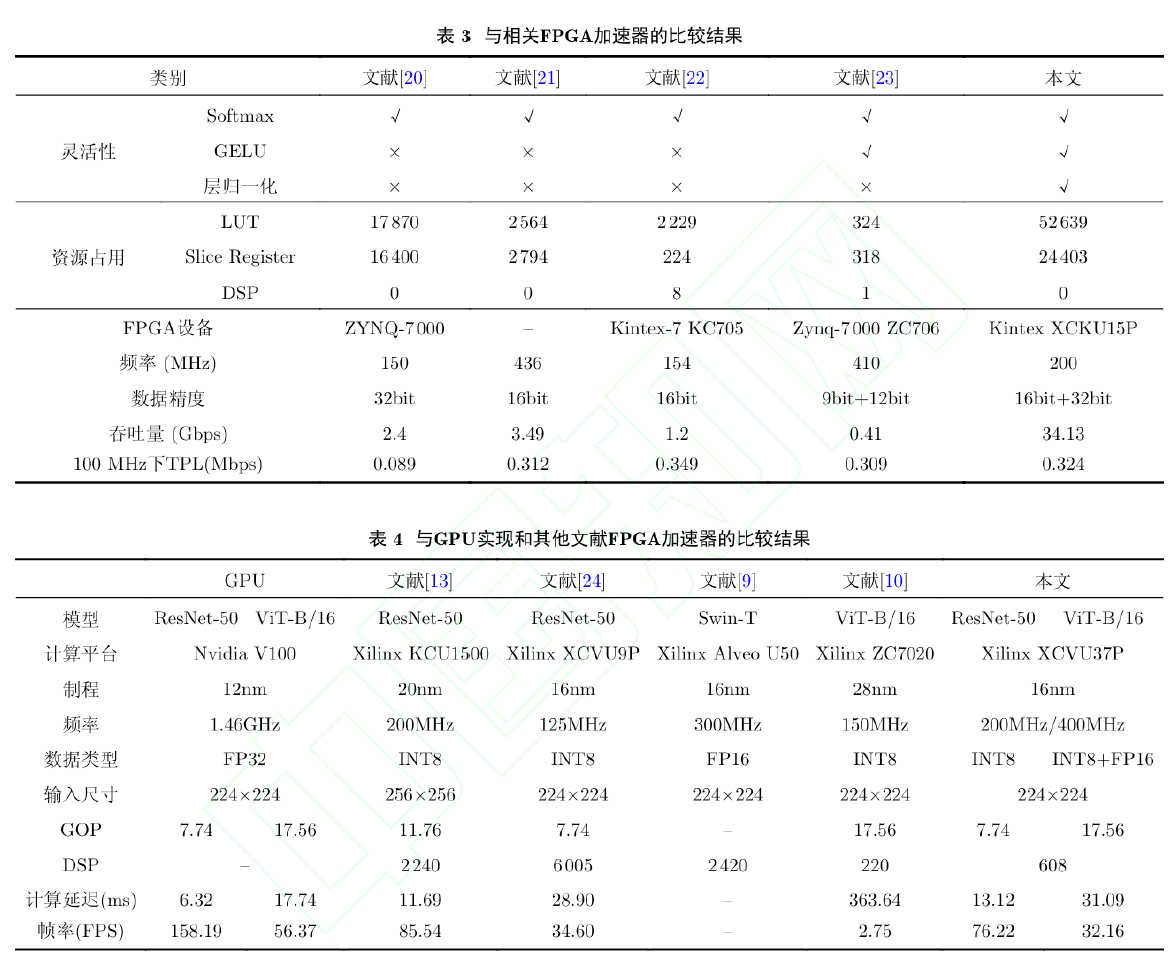 表 3 与相关FPGA加速器的比较结果
类别 文献[20] 文献[21] 文献[22] 文献[23] 本文
Softmax √ √ √ √ √
灵活性 GELU × × × √ √
层归一化 × × × × √
LUT 17870 2564 2229 324 52639
资源占用 Slice Register 16400 2794 224 318 24403
DSP 0 0 8 1 0
FPGA设备 ZYNQ-7000 – Kintex-7 KC705 Zynq-7000 ZC706 Kintex XCKU15P
频率 (MHz) 150 436 154 410 200
数据精度 32bit 16bit 16bit 9bit+12bit 16bit+32bit
吞吐量 (Gbps) 2.4 3.49 1.2 0.41 34.13
100 MHz下TPL(Mbps) 0.089 0.312 0.349 0.309 0.324
表 4 与GPU实现和其他文献FPGA加速器的比较结果
GPU 文献[13] 文献[24] 文献[9] 文献[10] 本文
模型 ResNet-50 ViT-B/16 ResNet-50 ResNet-50 Swin-T ViT-B/16 ResNet-50 ViT-B/16
计算平台 Nvidia V100 Xilinx KCU1500 Xilinx XCVU9P Xilinx Alveo U50 Xilinx ZC7020 Xilinx XCVU37P
制程 12nm 20nm 16nm 16nm 28nm 16nm
频率 1.46GHz 200MHz 125MHz 300MHz 150MHz 200MHz/400MHz
数据类型 FP32 INT8 INT8 FP16 INT8 INT8 INT8+FP16
输入尺寸 224×224 256×256 224×224 224×224 224×224 224×224
GOP 7.74 17.56 11.76 7.74 – 17.56 7.74 17.56
DSP – 2240 6005 2420 220 608
计算延迟(ms) 6.32 17.74 11.69 28.90 – 363.64 13.12 31.09
帧率(FPS) 158.19 56.37 85.54 34.60 – 2.75 76.22 32.16